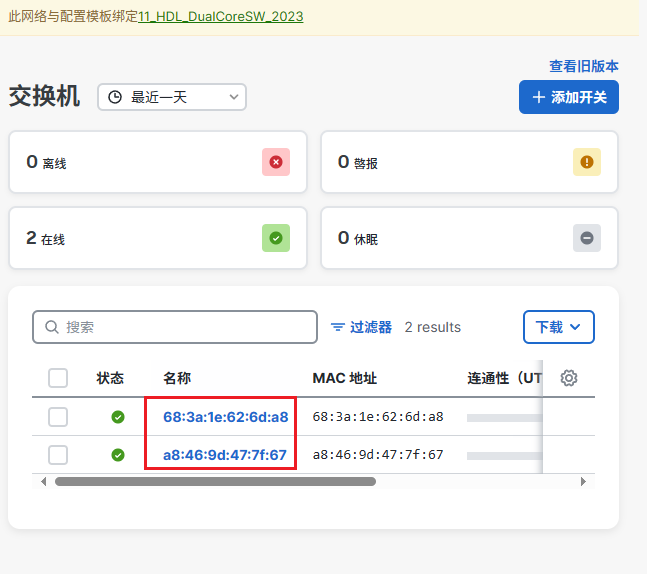 此网络与配置模板绑定11_HDL_DualCoreSW_2023
查看旧版本
交换机 最近一天 添加开关
0 离线
0 警报
2 在线
0 休眠
搜索 过滤器 2 results 下载
状态 名称 MAC 地址 连通性（UT
68:3a:1e:62:6d:a8 68:3a:1e:62:6d:a8
a8:46:9d:47:7f:67 a8:46:9d:47:7f:67